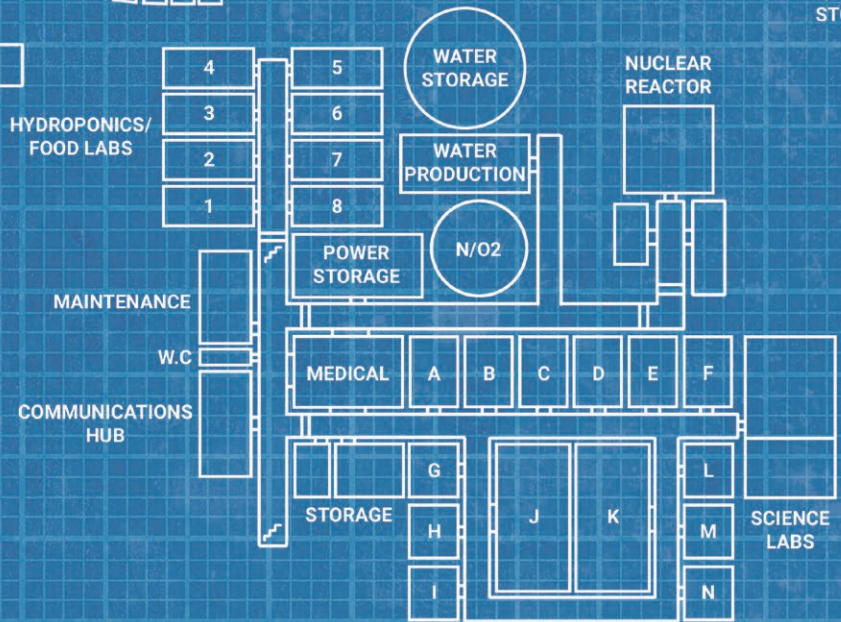 STO
WATER
STORAGE
NUCLEAR
REACTOR
4
5
HYDROPONICS/
FOOD LABS
3
6
2
7
1
8
WATER
PRODUCTION
POWER
STORAGE
N/O2
MAINTENANCE
W.C
COMMUNICATIONS
HUB
MEDICAL
A
B
C
D
E
F
G
H
I
STORAGE
J
K
L
M
N
SCIENCE
LABS